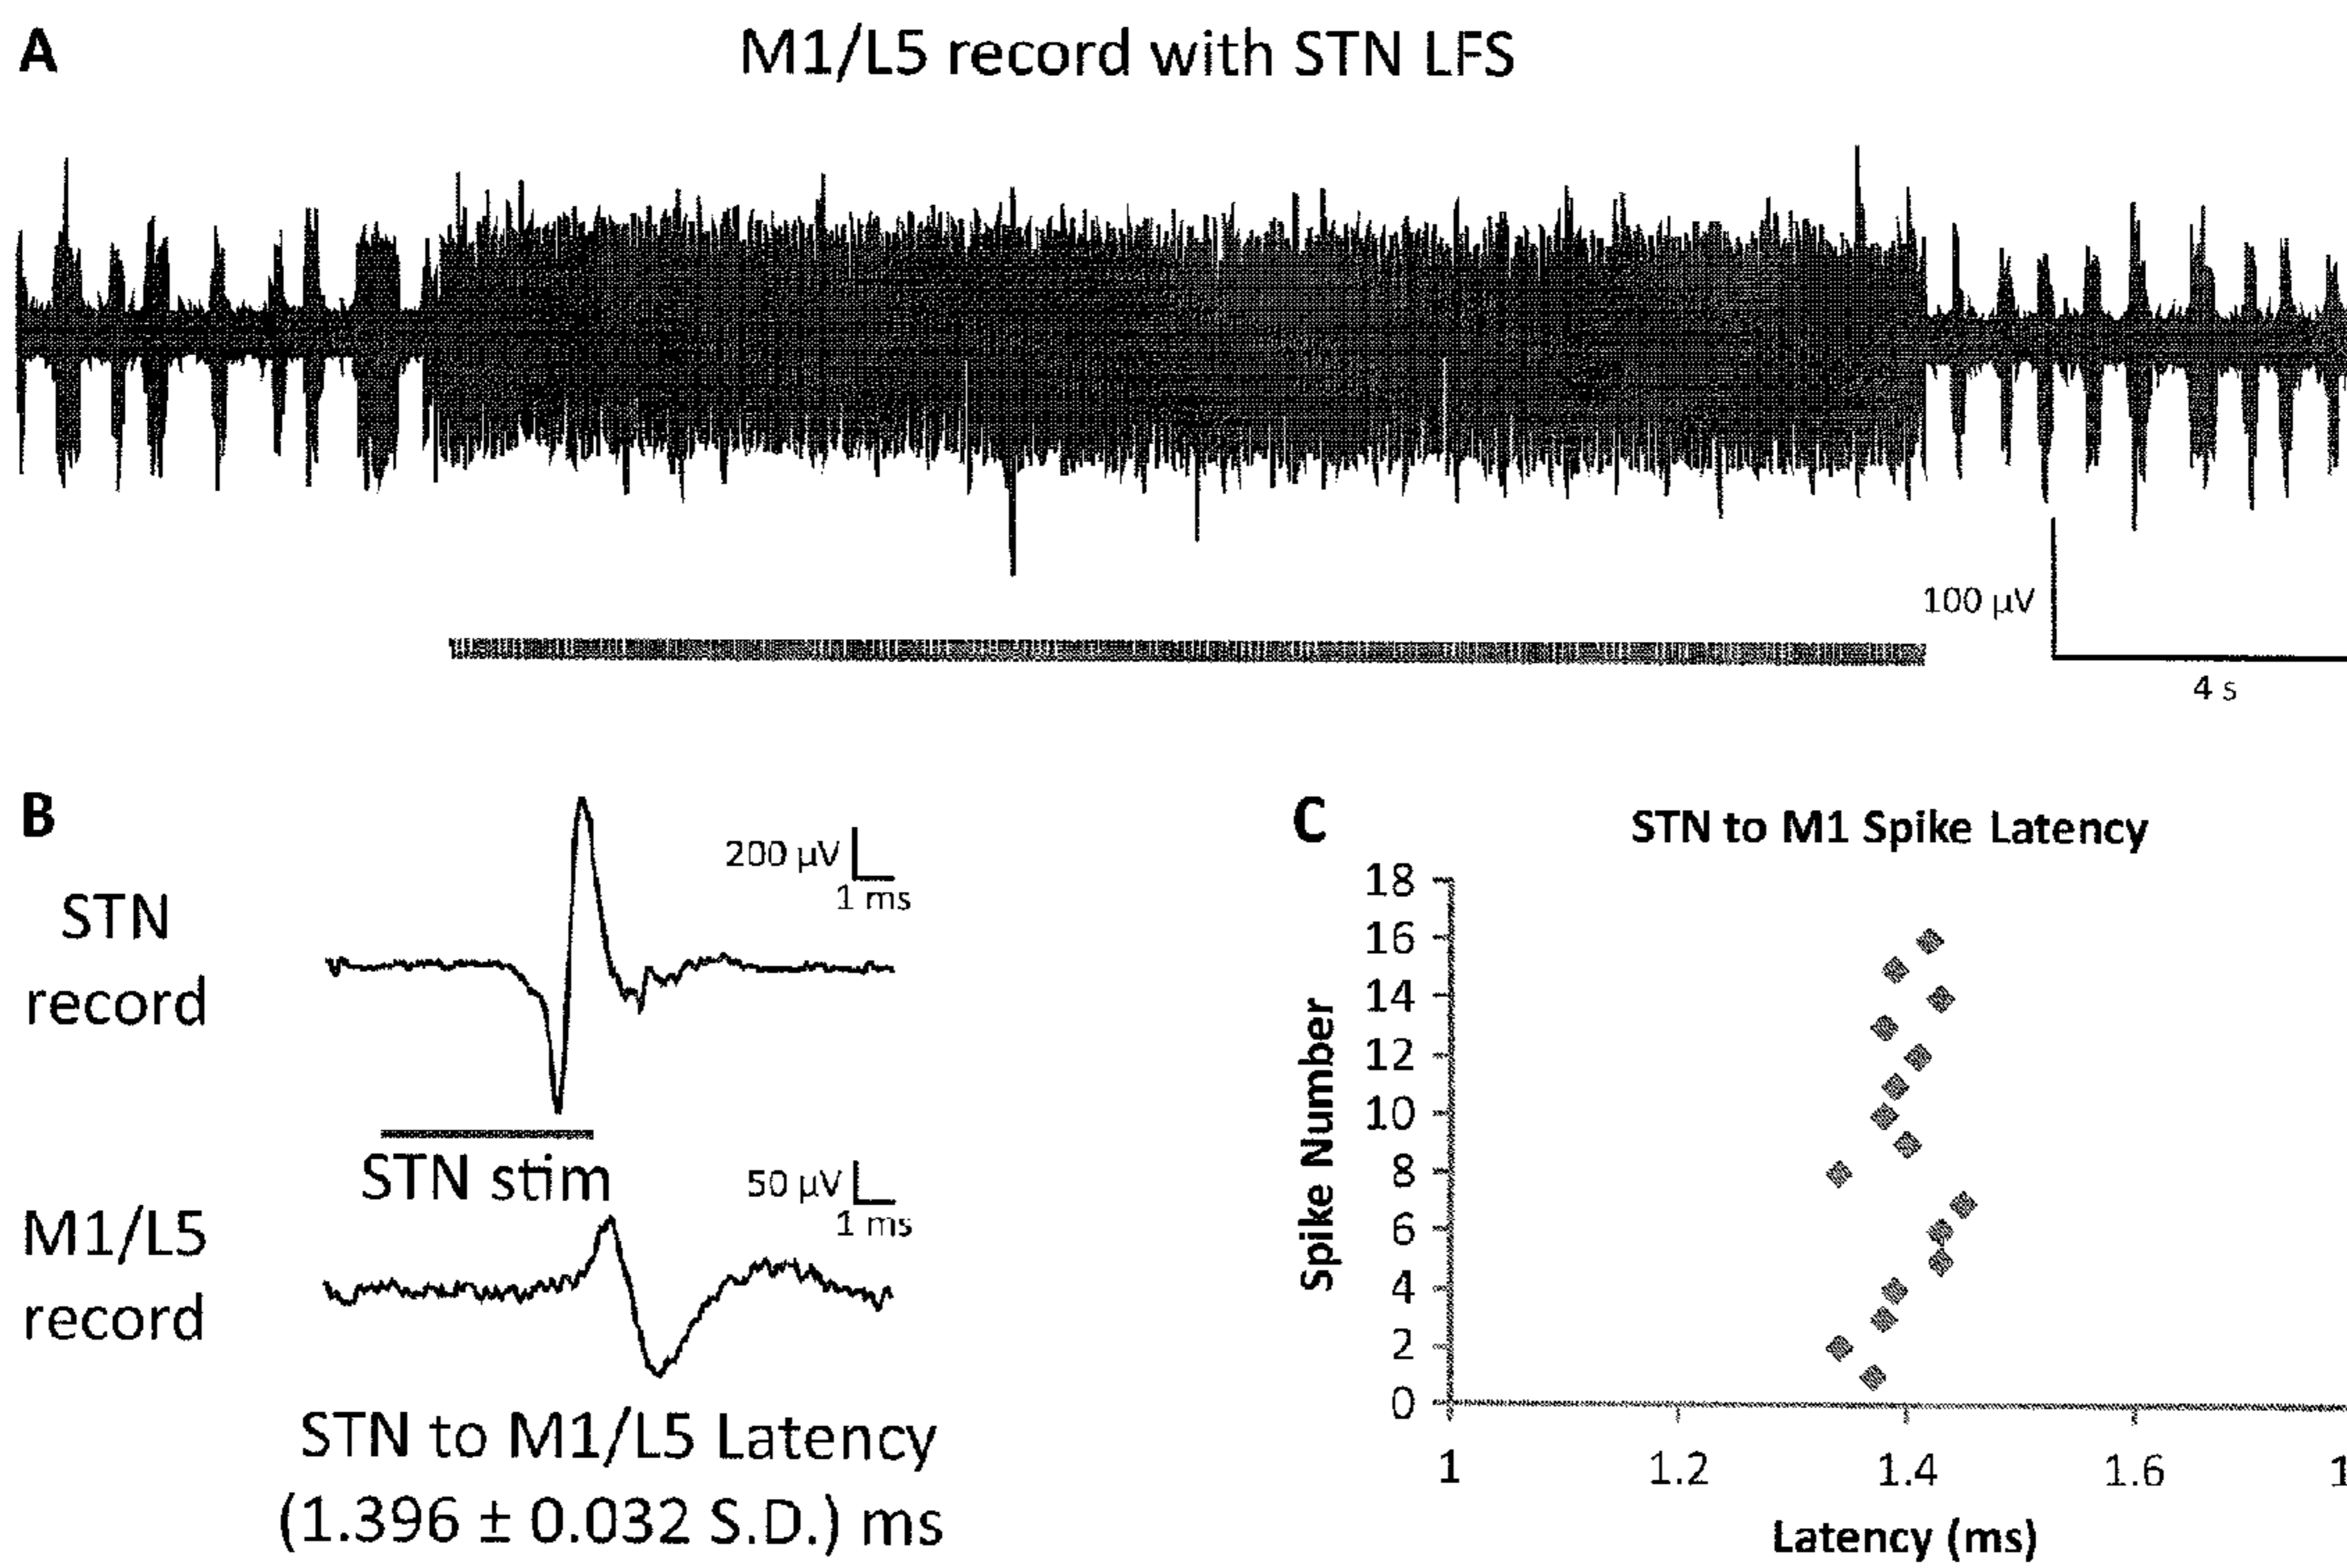 A
M1/L5 record with STN LFS
100 µV
4 s
B
STN
record
200 µV
1 ms
STN stim
M1/L5
record
50 µV
1 ms
STN to M1/L5 Latency
(1.396 ± 0.032 S.D.) ms
C
STN to M1 Spike Latency
Spike Number
18
16
14
12
10
8
6
4
2
0
1 1.2 1.4 1.6
Latency (ms)